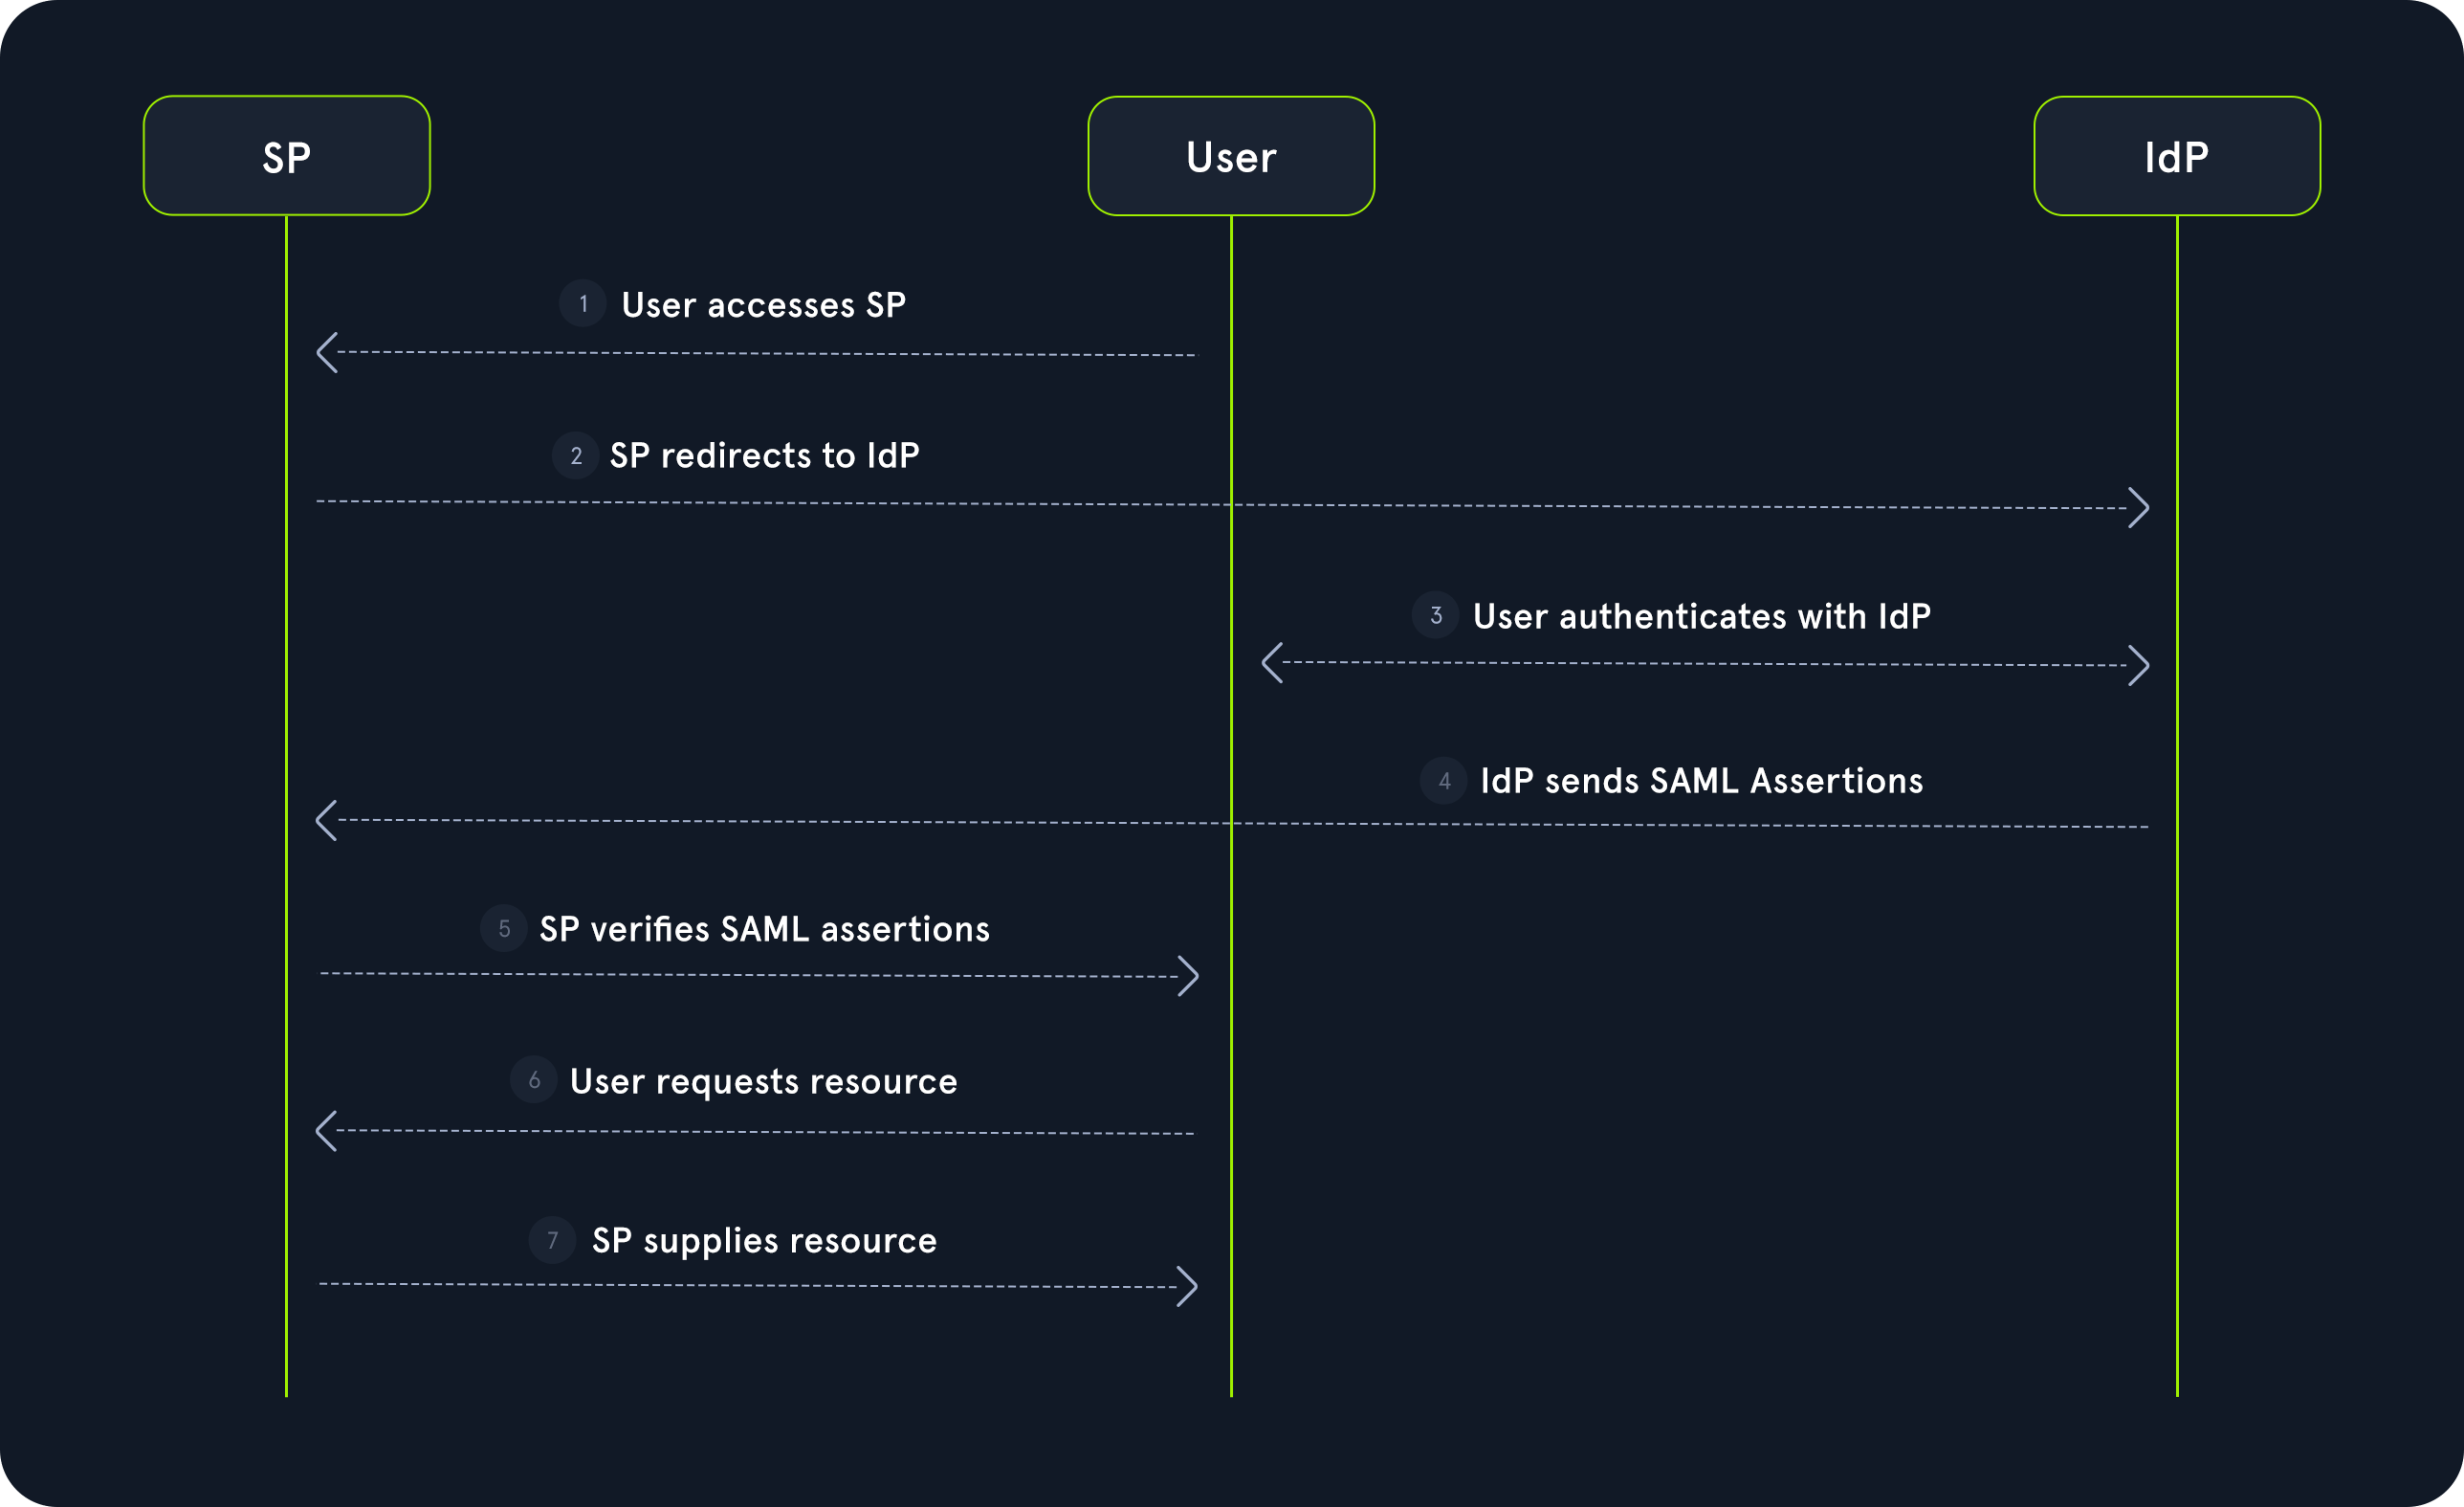 SP
User
IdP
1 User accesses SP
2 SP redirects to IdP
3 User authenticates with IdP
4 IdP sends SAML Assertions
5 SP verifies SAML assertions
6 User requests resource
7 SP supplies resource